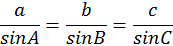 a/sinA = b/sinB = c/sinC